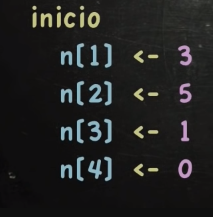 inicio
n[1] <- 3
n[2] <- 5
n[3] <- 1
n[4] <- 0